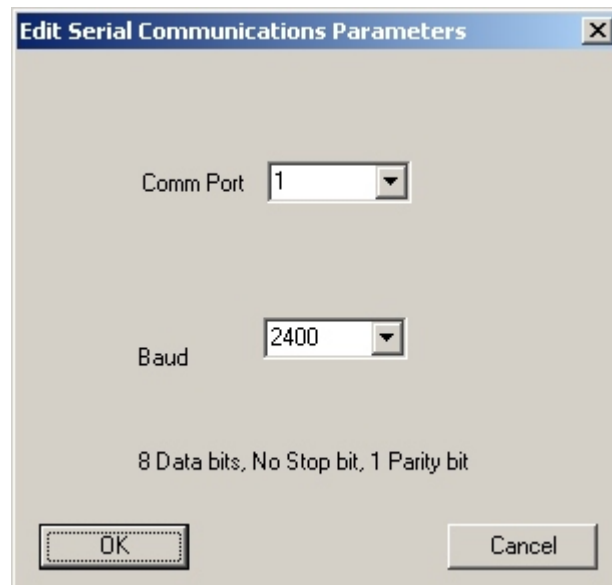 Edit Serial Communications Parameters
Comm Port 1
Baud 2400
8 Data bits, No Stop bit, 1 Parity bit
OK Cancel